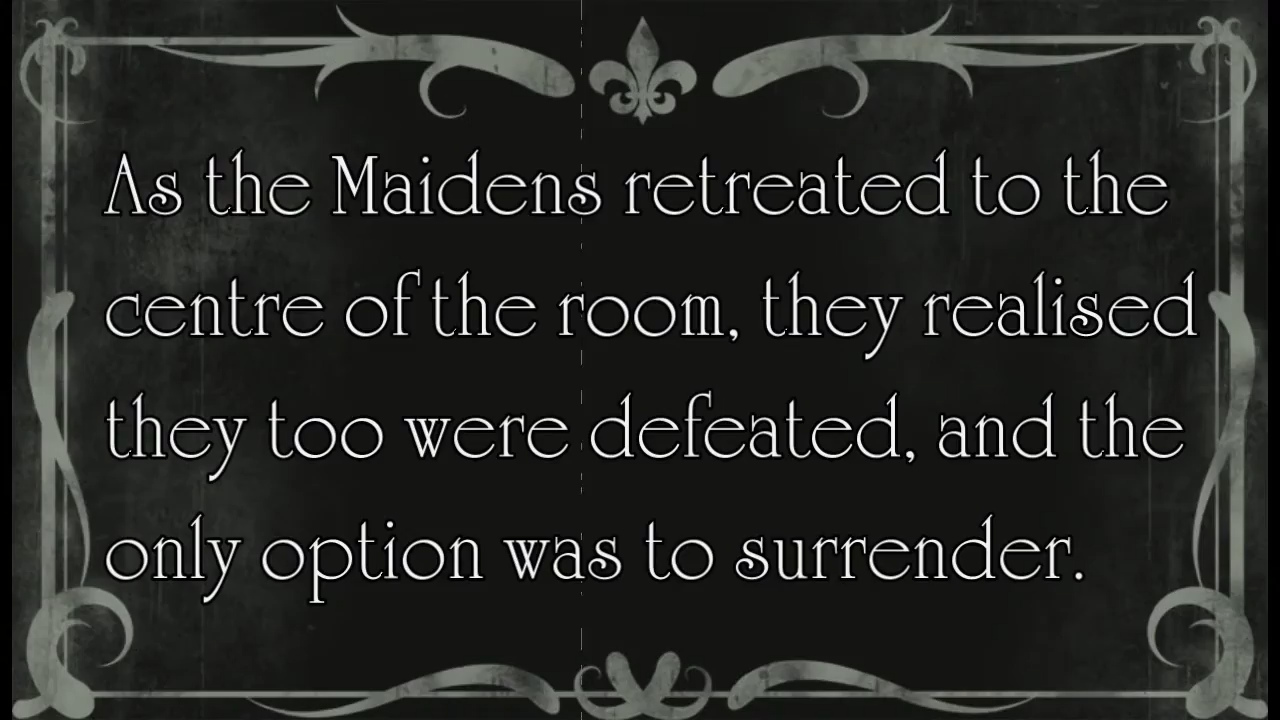 As the Maidens retreated to the
centre of the room, they realised
they too were defeated, and the
only option was to surrender.